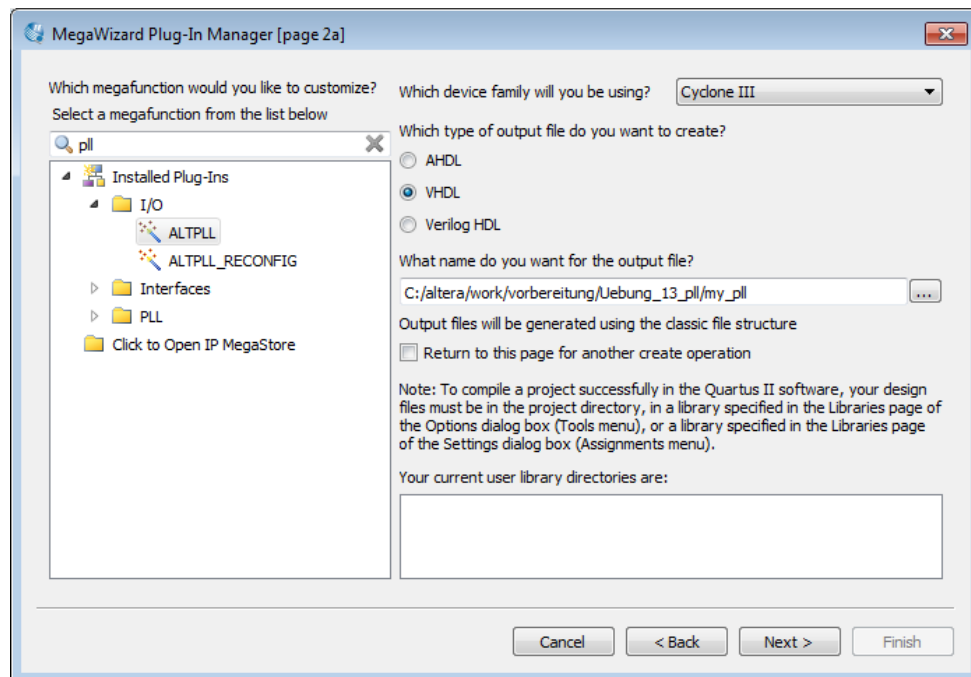 MegaWizard Plug-In Manager [page 2a]
Which megafunction would you like to customize?
Select a megafunction from the list below
pll
Installed Plug-Ins
I/O
ALTPLL
ALTPLL_RECONFIG
Interfaces
PLL
Click to Open IP MegaStore
Which device family will you be using?
Cyclone III
Which type of output file do you want to create?
AHDL
VHDL
Verilog HDL
What name do you want for the output file?
C:/altera/work/vorbereitung/Uebung_13_pll/my_pll
...
Output files will be generated using the classic file structure
Return to this page for another create operation
Note: To compile a project successfully in the Quartus II software, your design
files must be in the project directory, in a library specified in the Libraries page of
the Options dialog box (Tools menu), or a library specified in the Libraries page
of the Settings dialog box (Assignments menu).
Your current user library directories are:
Cancel
< Back
Next >
Finish